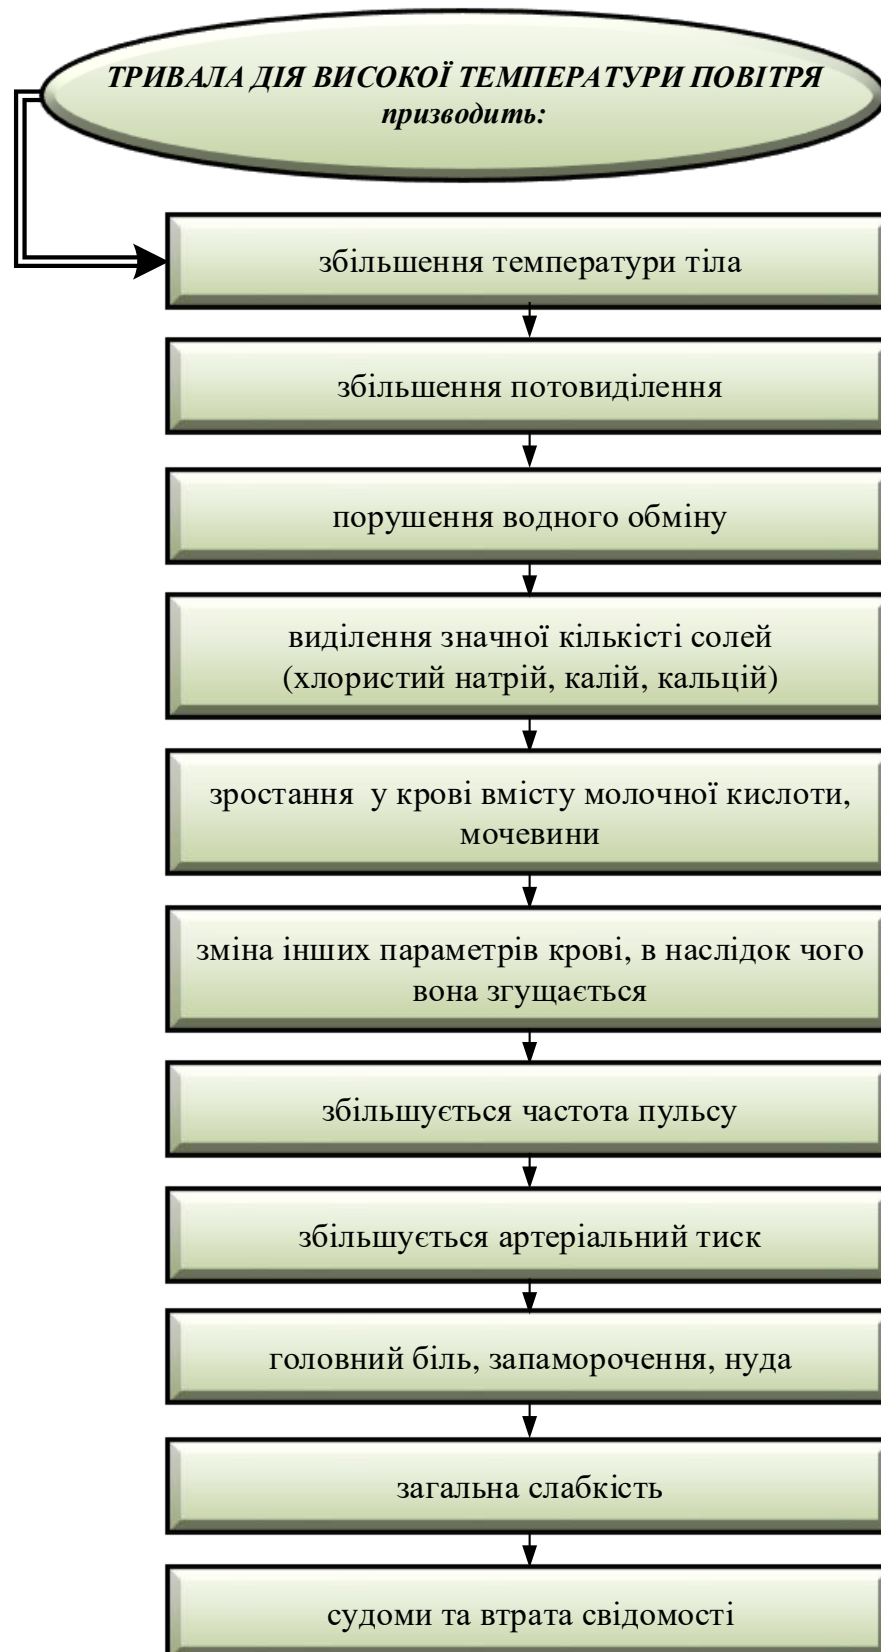 ТРИВАЛА ДІЯ ВИСОКОЇ ТЕМПЕРАТУРИ ПОВІТРЯ
призводить:
збільшення температури тіла
збільшення потовиділення
порушення водного обміну
виділення значної кількісті солей
(хлористий натрій, калій, кальцій)
зростання у крові вмісту молочної кислоти,
мочевини
зміна інших параметрів крові, в наслідок чого
вона згущається
збільшується частота пульсу
збільшується артеріальний тиск
головний біль, запаморочення, нуда
загальна слабкість
судоми та втрата свідомості